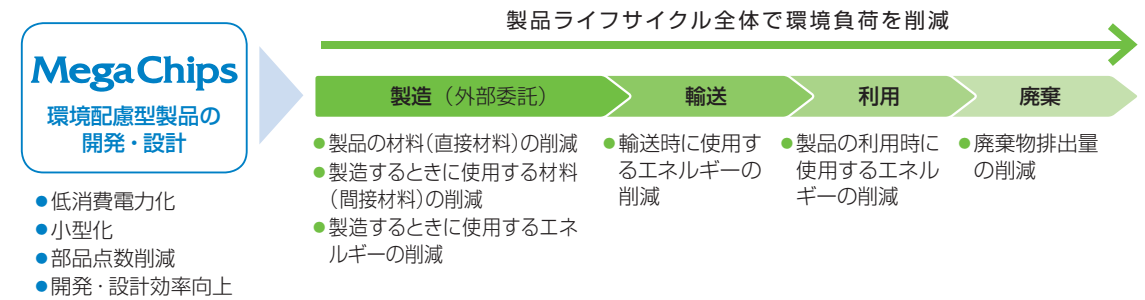 製品ライフサイクル全体で環境負荷を削減
MegaChips
環境配慮型製品の
開発・設計
●低消費電力化
●小型化
●部品点数削減
●開発・設計効率向上
製造（外部委託）
●製品の材料（直接材料）の削減
●製造するときに使用する材料
（間接材料）の削減
●製造するときに使用するエネ
ルギーの削減
輸送
●輸送時に使用す
るエネルギーの
削減
利用
●製品の利用時に
使用するエネル
ギーの削減
廃棄
●廃棄物排出量
の削減